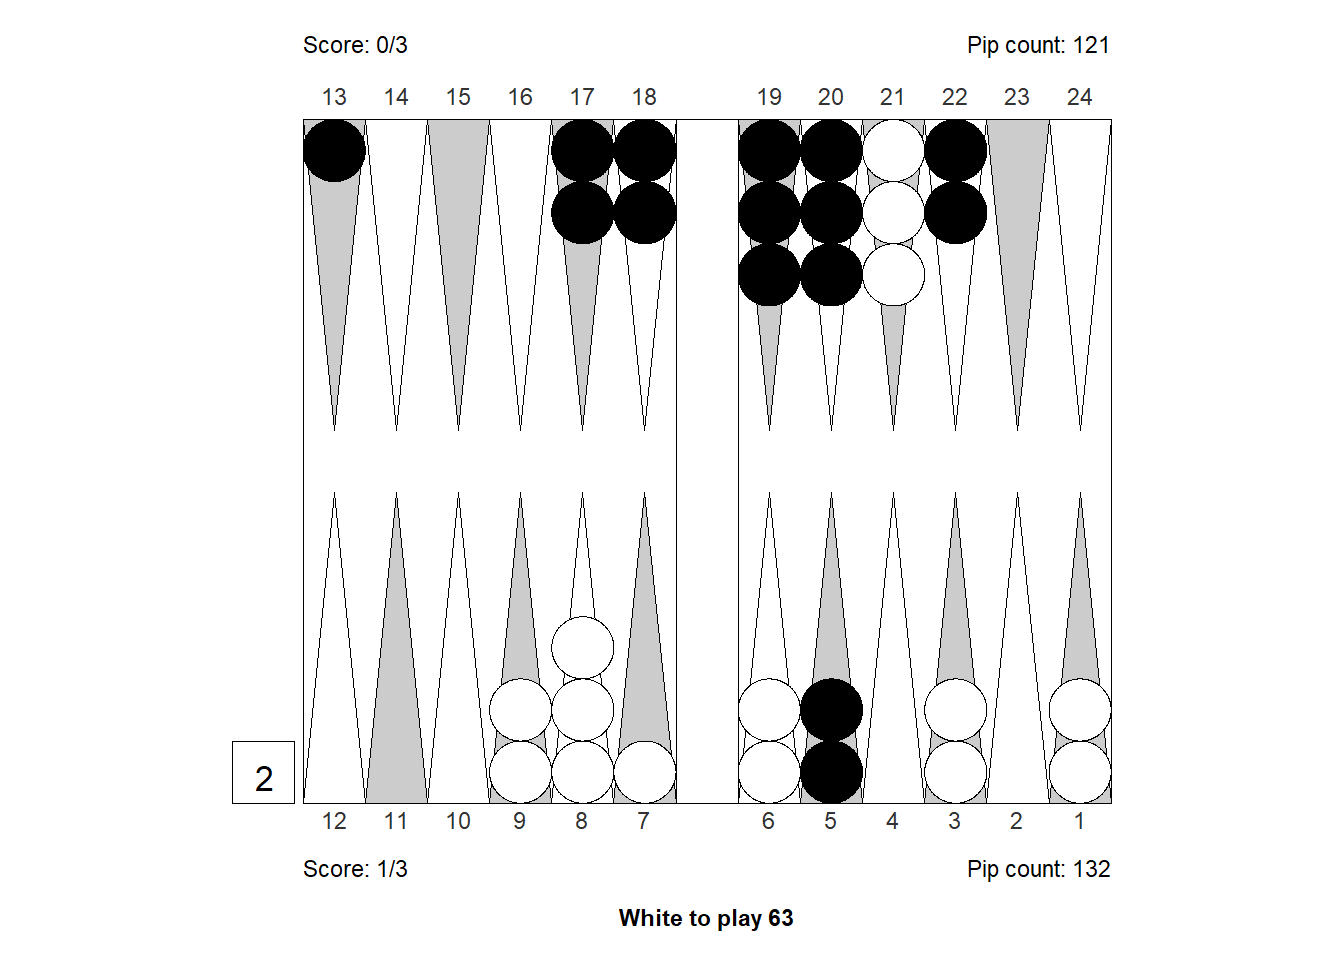 Score: 0/3 Pip count: 121
13 14 15 16 17 18 19 20 21 22 23 24
2
12 11 10 9 8 7 6 5 4 3 2 1
Score: 1/3 Pip count: 132
White to play 63